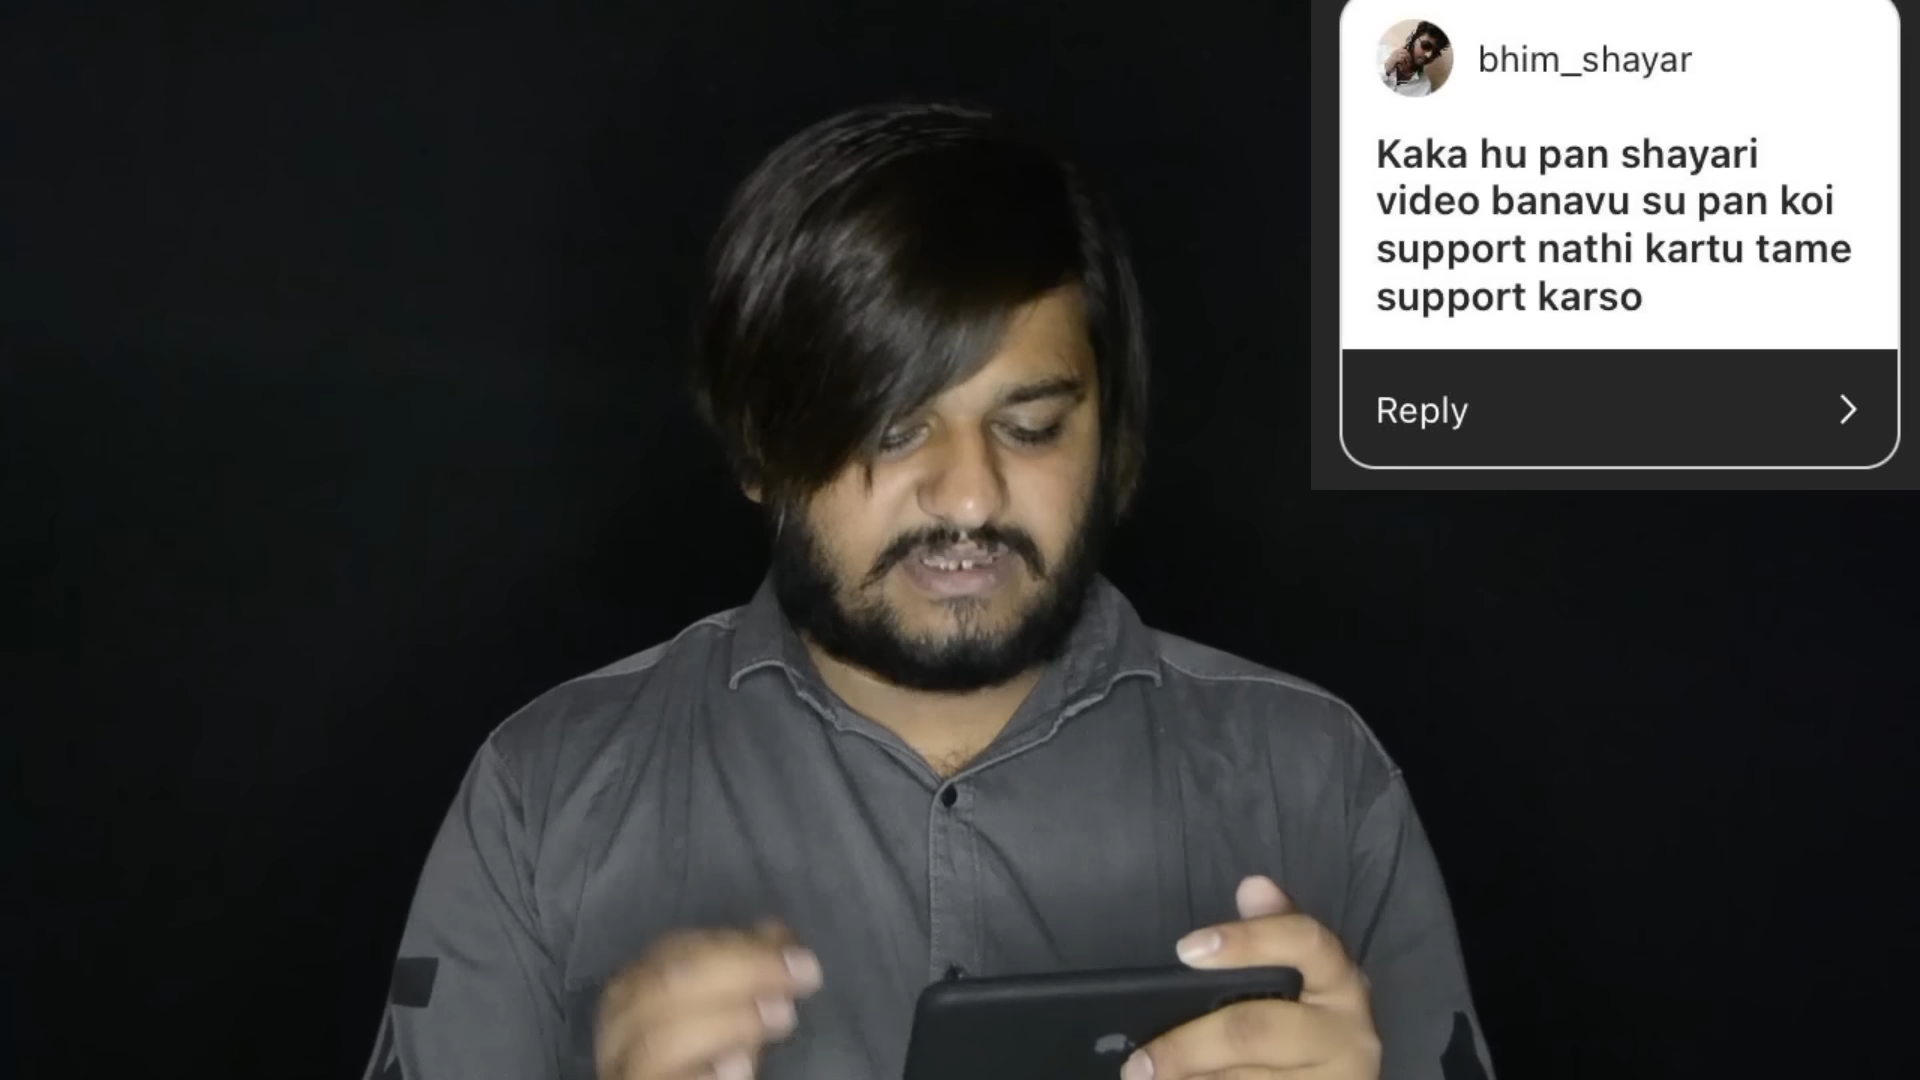 bhim_shayar
Kaka hu pan shayari
video banavu su pan koi
support nathi kartu tame
support karso
Reply